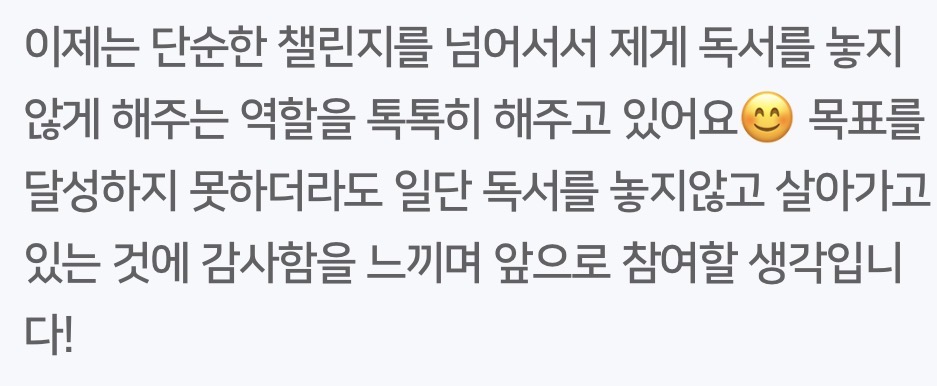 이제는 단순한 챌린지를 넘어서서 제게 독서를 놓지
않게 해주는 역할을 톡톡히 해주고 있어요😊 목표를
달성하지 못하더라도 일단 독서를 놓지않고 살아가고
있는 것에 감사함을 느끼며 앞으로 참여할 생각입니
다!